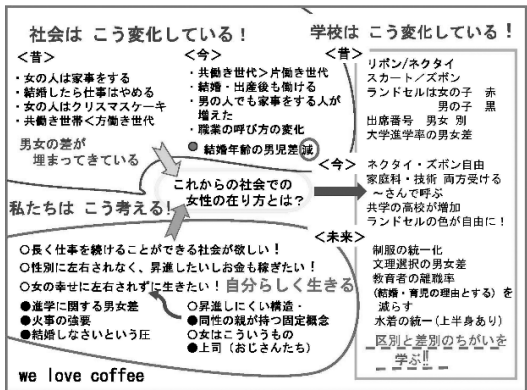 社会は こう変化している！
＜昔＞
・女の人は家事をする
・結婚したら仕事はやめる
・女の人はクリスマスケーキ
・共働き世帯＜方働き世代
＜今＞
・共働き世代＞片働き世代
・結婚・出産後も働ける
・男の人でも家事をする人が
増えた
・職業の呼び方の変化
●結婚年齢の男児差減
男女の差が
埋まってきている
これからの社会での
女性の在り方とは？
学校は こう変化している！
＜昔＞
リボン/ネクタイ
スカート／ズボン
ランドセルは女の子 赤
男の子 黒
出席番号 男女 別
大学進学率の男女差
＜今＞
ネクタイ・ズボン自由
家庭科・技術 両方受ける
～さんで呼ぶ
共学の高校が増加
ランドセルの色が自由に！
＜未来＞
制服の統一化
文理選択の男女差
教育者の離職率
(結婚・育児の理由とする) を
減らす
水着の統一(上半身あり)
区別と差別のちがいを
学ぶ!!
私たちは こう考える！
○長く仕事を続けることができる社会が欲しい！
○性別に左右されなく、昇進したいしお金も稼ぎたい！
○女の幸せに左右されずに生きたい！自分らしく生きる
●進学に関する男女差
●火事の強要
●結婚しなさいという圧
○昇進しにくい構造・
●同性の親が持つ固定概念
○女はこういうもの
●上司（おじさんたち）
we love coffee